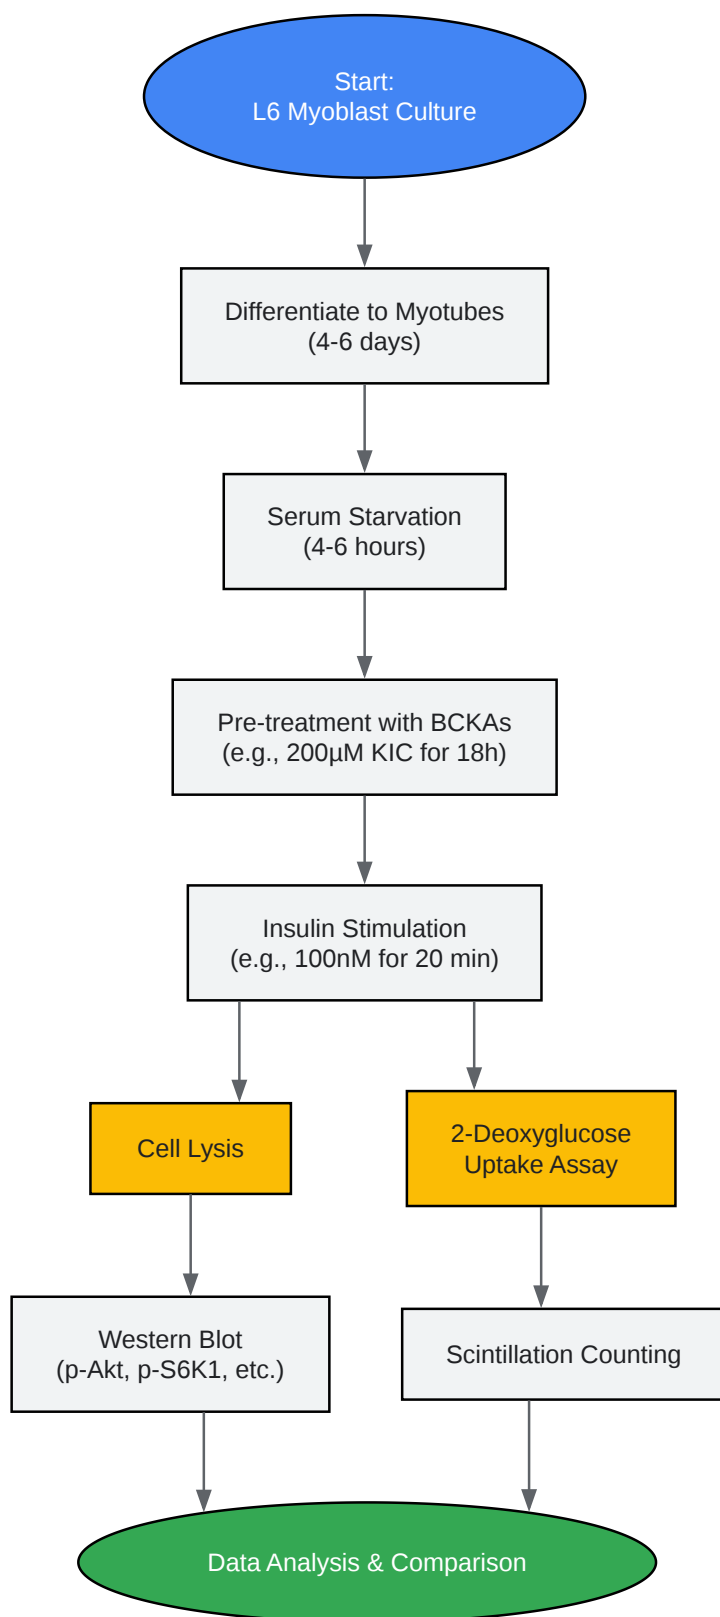 Start:
L6 Myoblast Culture
Differentiate to Myotubes
(4-6 days)
Serum Starvation
(4-6 hours)
Pre-treatment with BCKAs
(e.g., 200µM KIC for 18h)
Insulin Stimulation
(e.g., 100nM for 20 min)
Cell Lysis
2-Deoxyglucose
Uptake Assay
Western Blot
(p-Akt, p-S6K1, etc.)
Scintillation Counting
Data Analysis & Comparison